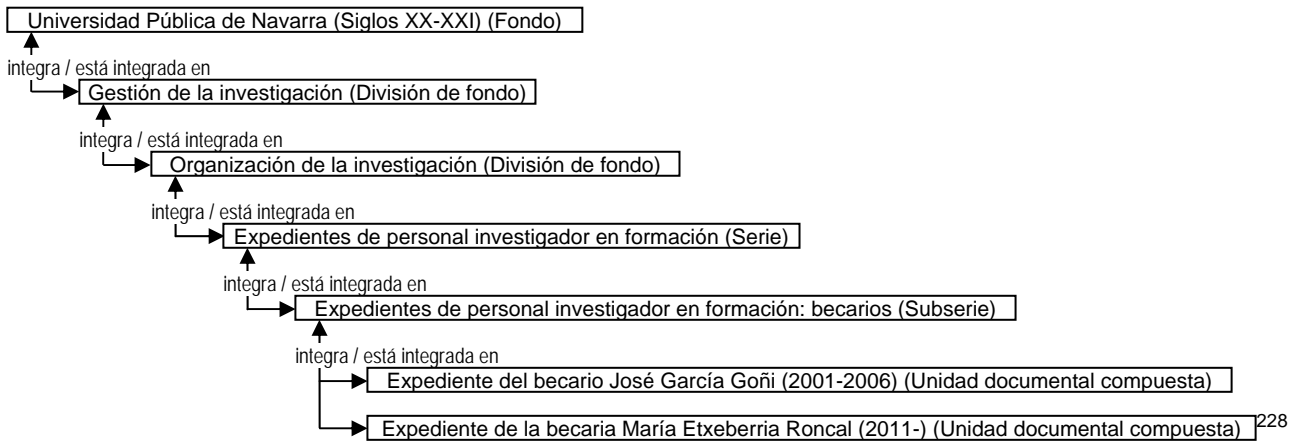 Universidad Pública de Navarra (Siglos XX-XXI) (Fondo)
integra / está integrada en
Gestión de la investigación (División de fondo)
integra / está integrada en
Organización de la investigación (División de fondo)
integra / está integrada en
Expedientes de personal investigador en formación (Serie)
integra / está integrada en
Expedientes de personal investigador en formación: becarios (Subserie)
integra / está integrada en
Expediente del becario José García Goñi (2001-2006) (Unidad documental compuesta)
Expediente de la becaria María Etxeberria Roncal (2011-) (Unidad documental compuesta) 228